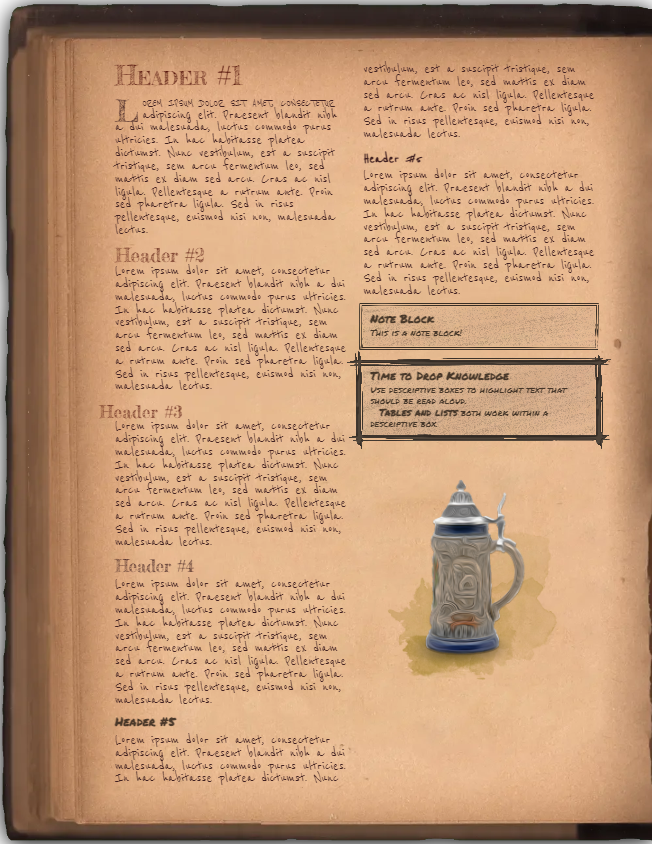 Header #1
Lorem ipsum dolor sit amet, consectetur
adipiscing elit. Praesent blandit nibh
a dui malesuada, luctus commodo purus
ultricies. In hac habitasse platea
dictumst. Nunc vestibulum, est a suscipit
tristique, sem arcu fermentum leo, sed
mattis ex diam sed arcu. Cras ac nisl
ligula. Pellentesque a rutrum ante. Proin
sed pharetra ligula. Sed in risus
pellentesque, euismod nisi non, malesuada
lectus.
Header #2
Lorem ipsum dolor sit amet, consectetur
adipiscing elit. Praesent blandit nibh a dui
malesuada, luctus commodo purus ultricies.
In hac habitasse platea dictumst. Nunc
vestibulum, est a suscipit tristique, sem
arcu fermentum leo, sed mattis ex diam
sed arcu. Cras ac nisl ligula. Pellentesque
a rutrum ante. Proin sed pharetra ligula.
Sed in risus pellentesque, euismod nisi non,
malesuada lectus.
Header #3
Lorem ipsum dolor sit amet, consectetur
adipiscing elit. Praesent blandit nibh a dui
malesuada, luctus commodo purus ultricies.
In hac habitasse platea dictumst. Nunc
vestibulum, est a suscipit tristique, sem
arcu fermentum leo, sed mattis ex diam
sed arcu. Cras ac nisl ligula. Pellentesque
a rutrum ante. Proin sed pharetra ligula.
Sed in risus pellentesque, euismod nisi non,
malesuada lectus.
Header #4
Lorem ipsum dolor sit amet, consectetur
adipiscing elit. Praesent blandit nibh a dui
malesuada, luctus commodo purus ultricies.
In hac habitasse platea dictumst. Nunc
vestibulum, est a suscipit tristique, sem
arcu fermentum leo, sed mattis ex diam
sed arcu. Cras ac nisl ligula. Pellentesque
a rutrum ante. Proin sed pharetra ligula.
Sed in risus pellentesque, euismod nisi non,
malesuada lectus.
Header #5
Lorem ipsum dolor sit amet, consectetur
adipiscing elit. Praesent blandit nibh a dui
malesuada, luctus commodo purus ultricies.
In hac habitasse platea dictumst. Nunc
vestibulum, est a suscipit tristique, sem
arcu fermentum leo, sed mattis ex diam
sed arcu. Cras ac nisl ligula. Pellentesque
a rutrum ante. Proin sed pharetra ligula.
Sed in risus pellentesque, euismod nisi non,
malesuada lectus.
Header #6
Lorem ipsum dolor sit amet, consectetur
adipiscing elit. Praesent blandit nibh a dui
malesuada, luctus commodo purus ultricies.
In hac habitasse platea dictumst. Nunc
vestibulum, est a suscipit tristique, sem
arcu fermentum leo, sed mattis ex diam
sed arcu. Cras ac nisl ligula. Pellentesque
a rutrum ante. Proin sed pharetra ligula.
Sed in risus pellentesque, euismod nisi non,
malesuada lectus.
Note Block
This is a note block!
Time to Drop Knowledge
Use descriptive boxes to highlight text that
should be read aloud.
Tables and lists both work within a
descriptive box.